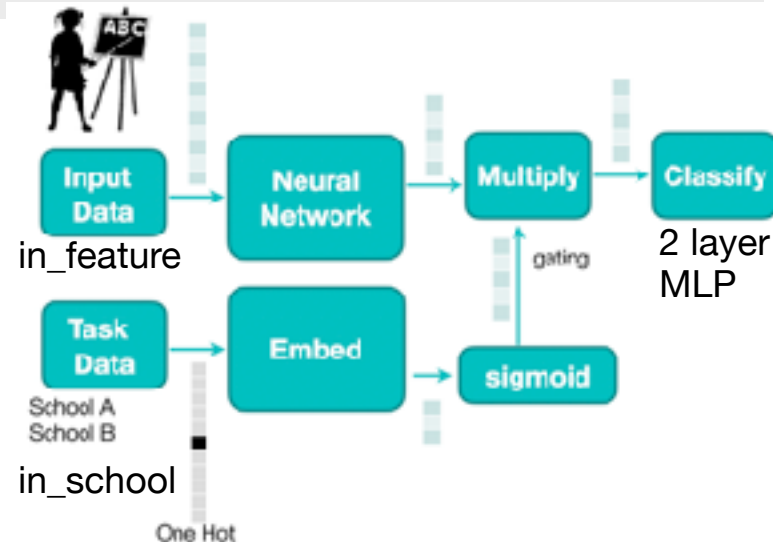 ABC
Input
Data
in_feature
Neural
Network
Multiply
Classify
2 layer
MLP
gating
Task
Data
School A
School B
in_school
One Hot
Embed
sigmoid